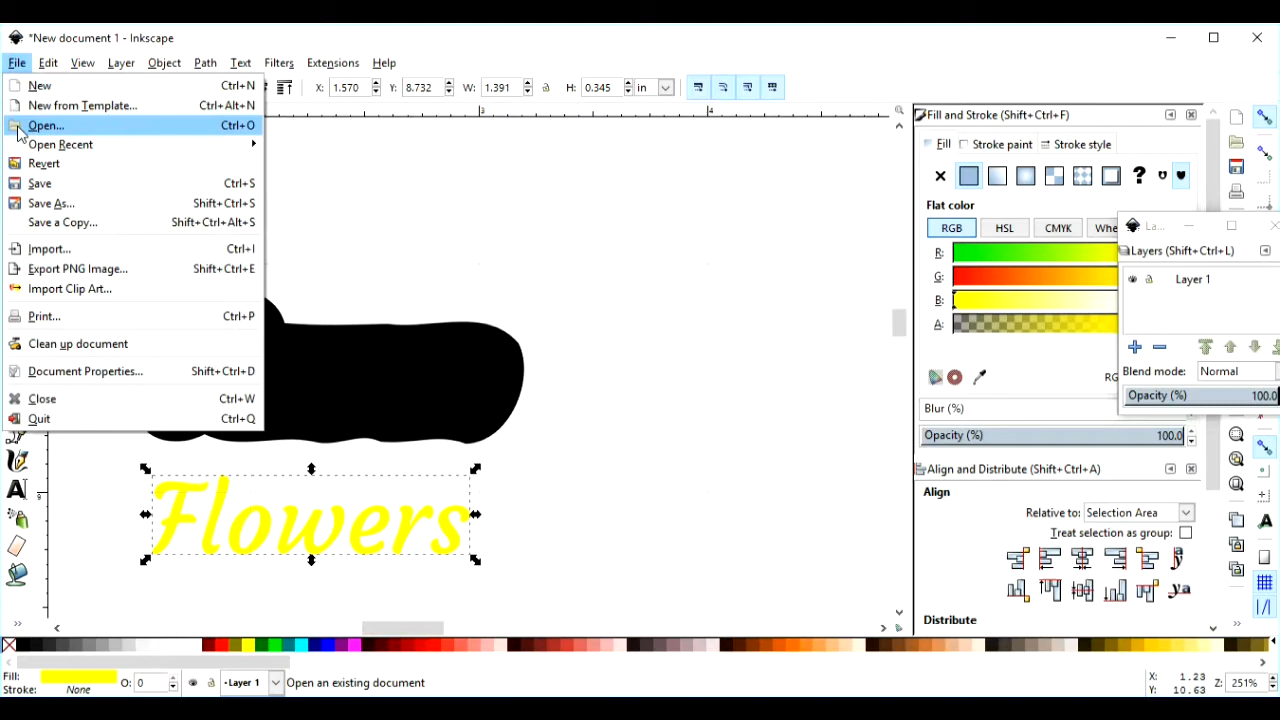 *New document 1 - Inkscape
File Edit View Layer Object Path Text Filters Extensions Help
New Ctrl+N
New from Template... Ctrl+Alt+N
Open... Ctrl+O
Open Recent
Revert
Save Ctrl+S
Save As... Shift+Ctrl+S
Save a Copy... Shift+Ctrl+Alt+S
Import... Ctrl+I
Export PNG Image... Shift+Ctrl+E
Import Clip Art...
Print... Ctrl+P
Clean up document
Document Properties... Shift+Ctrl+D
Close Ctrl+W
Quit Ctrl+Q
X: 1.570 Y: 8.732 W: 1.391 H: 0.345 in
3 4
Flowers
Fill and Stroke (Shift+Ctrl+F)
Fill Stroke paint Stroke style
Flat color
RGB HSL CMYK Whe
R:
G:
B:
A:
RG
Blur (%)
Opacity (%) 100.0
La...
Layers (Shift+Ctrl+L)
Layer 1
Blend mode: Normal
Opacity (%) 100.0
Align and Distribute (Shift+Ctrl+A)
Align
Relative to: Selection Area
Treat selection as group:
Distribute
Fill:
Stroke: None
O: 0
Layer 1
Open an existing document
X: 1.23
Y: 10.63
Z: 251%